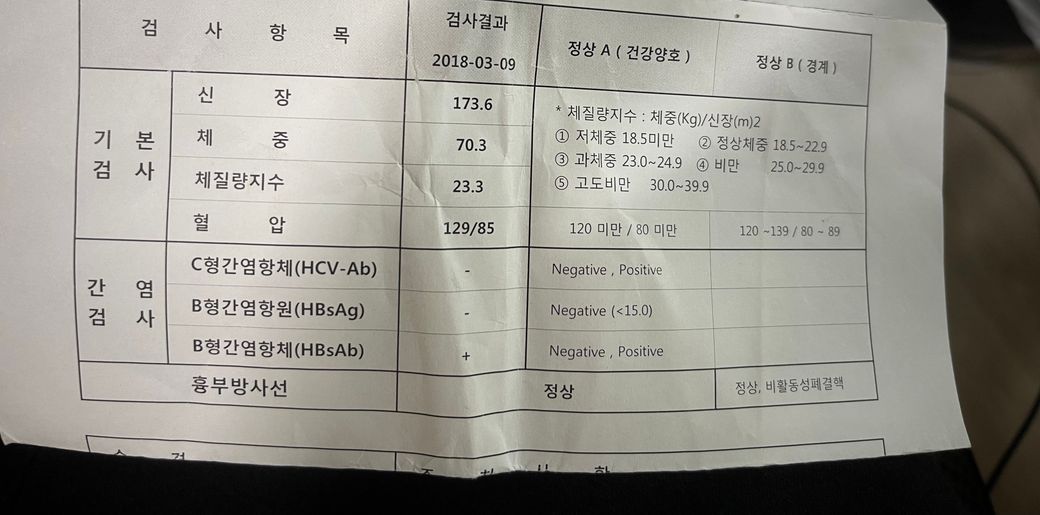 검 사 항 목
검사결과
2018-03-09
정상 A ( 건강양호 )
정상 B ( 경계 )
기 본
검 사
신 장
173.6
체 중
70.3
체질량지수
23.3
* 체질량지수 : 체중(Kg)/신장(m)2
① 저체중 18.5미만 ② 정상체중 18.5~22.9
③ 과체중 23.0~24.9 ④ 비만 25.0~29.9
⑤ 고도비만 30.0~39.9
혈 압
129/85
120 미만 / 80 미만
120 ~139 / 80 ~ 89
간 염
검 사
C형간염항체(HCV-Ab)
-
Negative , Positive
B형간염항원(HBsAg)
-
Negative (<15.0)
B형간염항체(HBsAb)
+
Negative , Positive
흉부방사선
정상
정상, 비활동성폐결핵